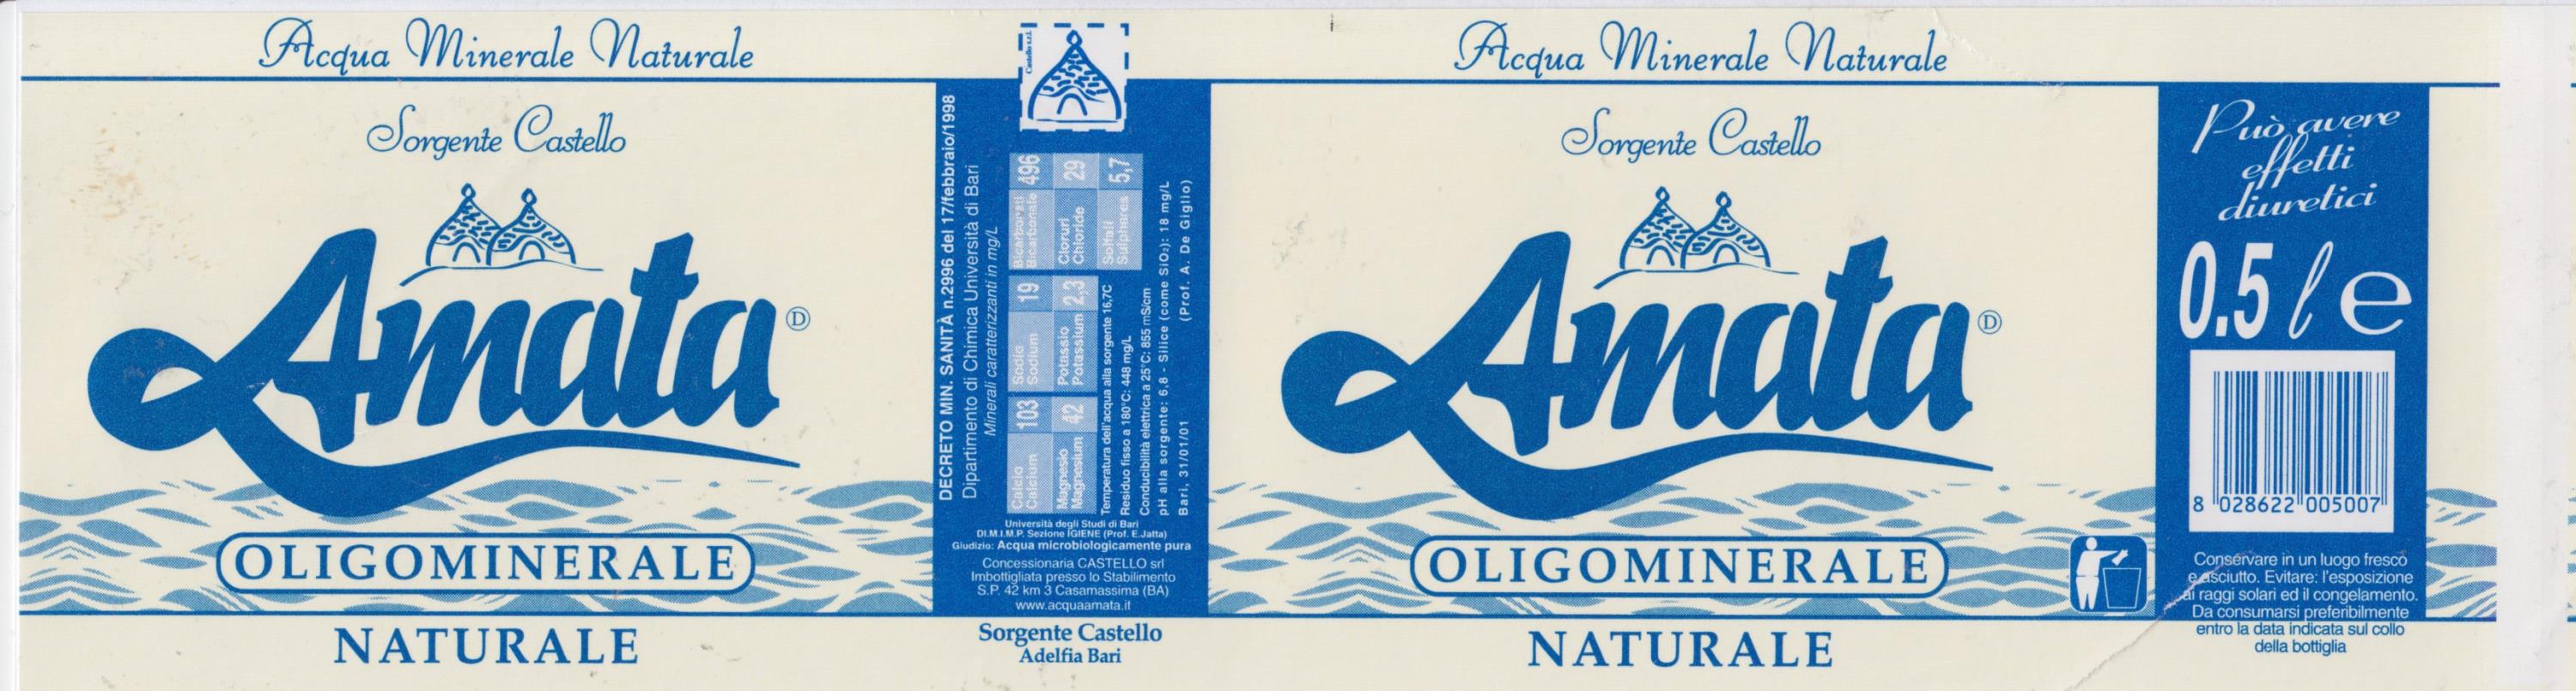 Acqua Minerale Naturale
Sorgente Castello
Amata
D
OLIGOMINERALE
NATURALE
Castello s.r.l.
DECRETO MIN. SANITÀ n.2996 del 17/febbraio/1998
Dipartimento di Chimica Università di Bari
Minerali caratterizzanti in mg/L
Calcio
Calcium 103
Sodio
Sodium 19
Bicarbonati
Bicarbonate 496
Magnesio
Magnesium 42
Potassio
Potassium 2,3
Cloruri
Chloride 29
Solfati
Sulpheres 5,7
Temperatura dell'acqua alla sorgente 16,7C
Residuo fisso a 180°C: 448 mg/L
Conducibilità elettrica a 25°C: 855 mS/cm
pH alla sorgente: 6,8 - Silice (come SiO₂): 18 mg/L
Bari, 31/01/01 (Prof. A. De Giglio)
Università degli Studi di Bari
DI.M.I.M.P. Sezione IGIENE (Prof. E.Jatta)
Giudizio: Acqua microbiologicamente pura
Concessionaria CASTELLO srl
Imbottigliata presso lo Stabilimento
S.P. 42 km 3 Casamassima (BA)
www.acquaamata.it
Sorgente Castello
Adelfia Bari
Acqua Minerale Naturale
Sorgente Castello
Amata
D
OLIGOMINERALE
NATURALE
Può avere
effetti
diuretici
0.5 l e
8 028622 005007
Conservare in un luogo fresco
e asciutto. Evitare: l'esposizione
ai raggi solari ed il congelamento.
Da consumarsi preferibilmente
entro la data indicata sul collo
della bottiglia